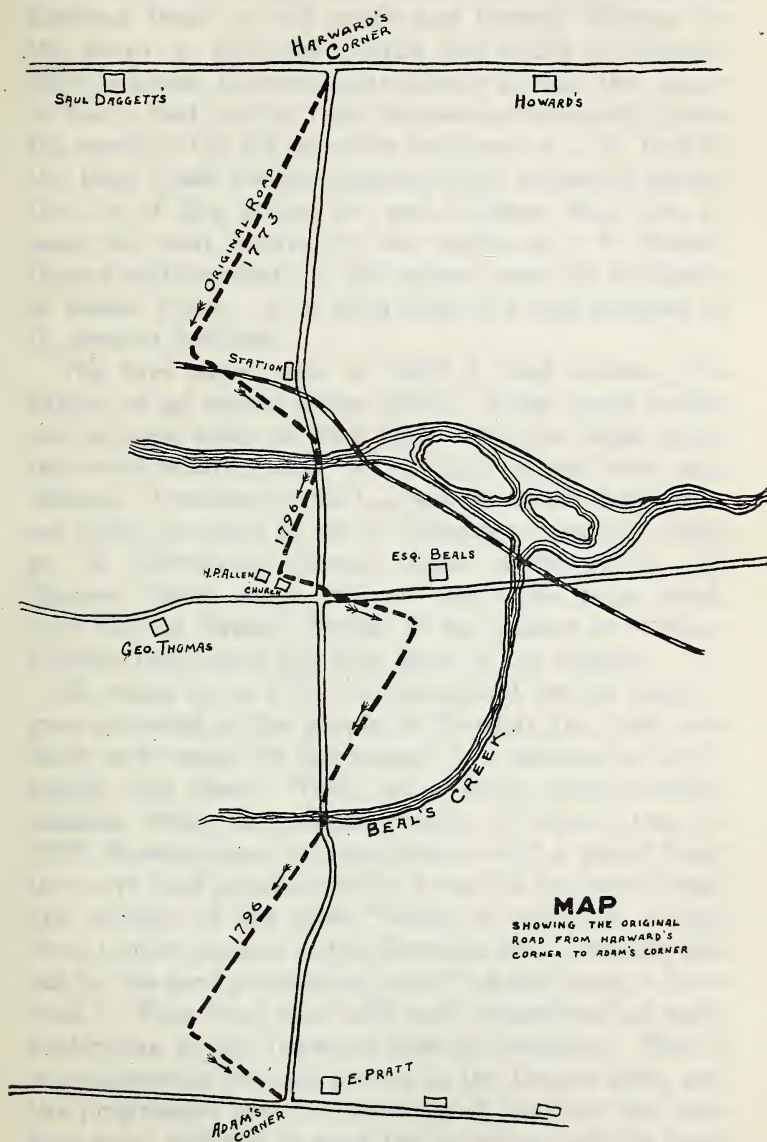 HARWARD'S
CORNER
SAUL DAGGETT'S
HOWARD'S
ORIGINAL ROAD
1773
STATION
1796
H.P. ALLEN
CHURCH
ESQ. BEALS
GEO. THOMAS
BEAL'S CREEK
1796
MAP
SHOWING THE ORIGINAL
ROAD FROM HARWARD'S
CORNER TO ADAM'S CORNER
E. PRATT
ADAM'S
CORNER